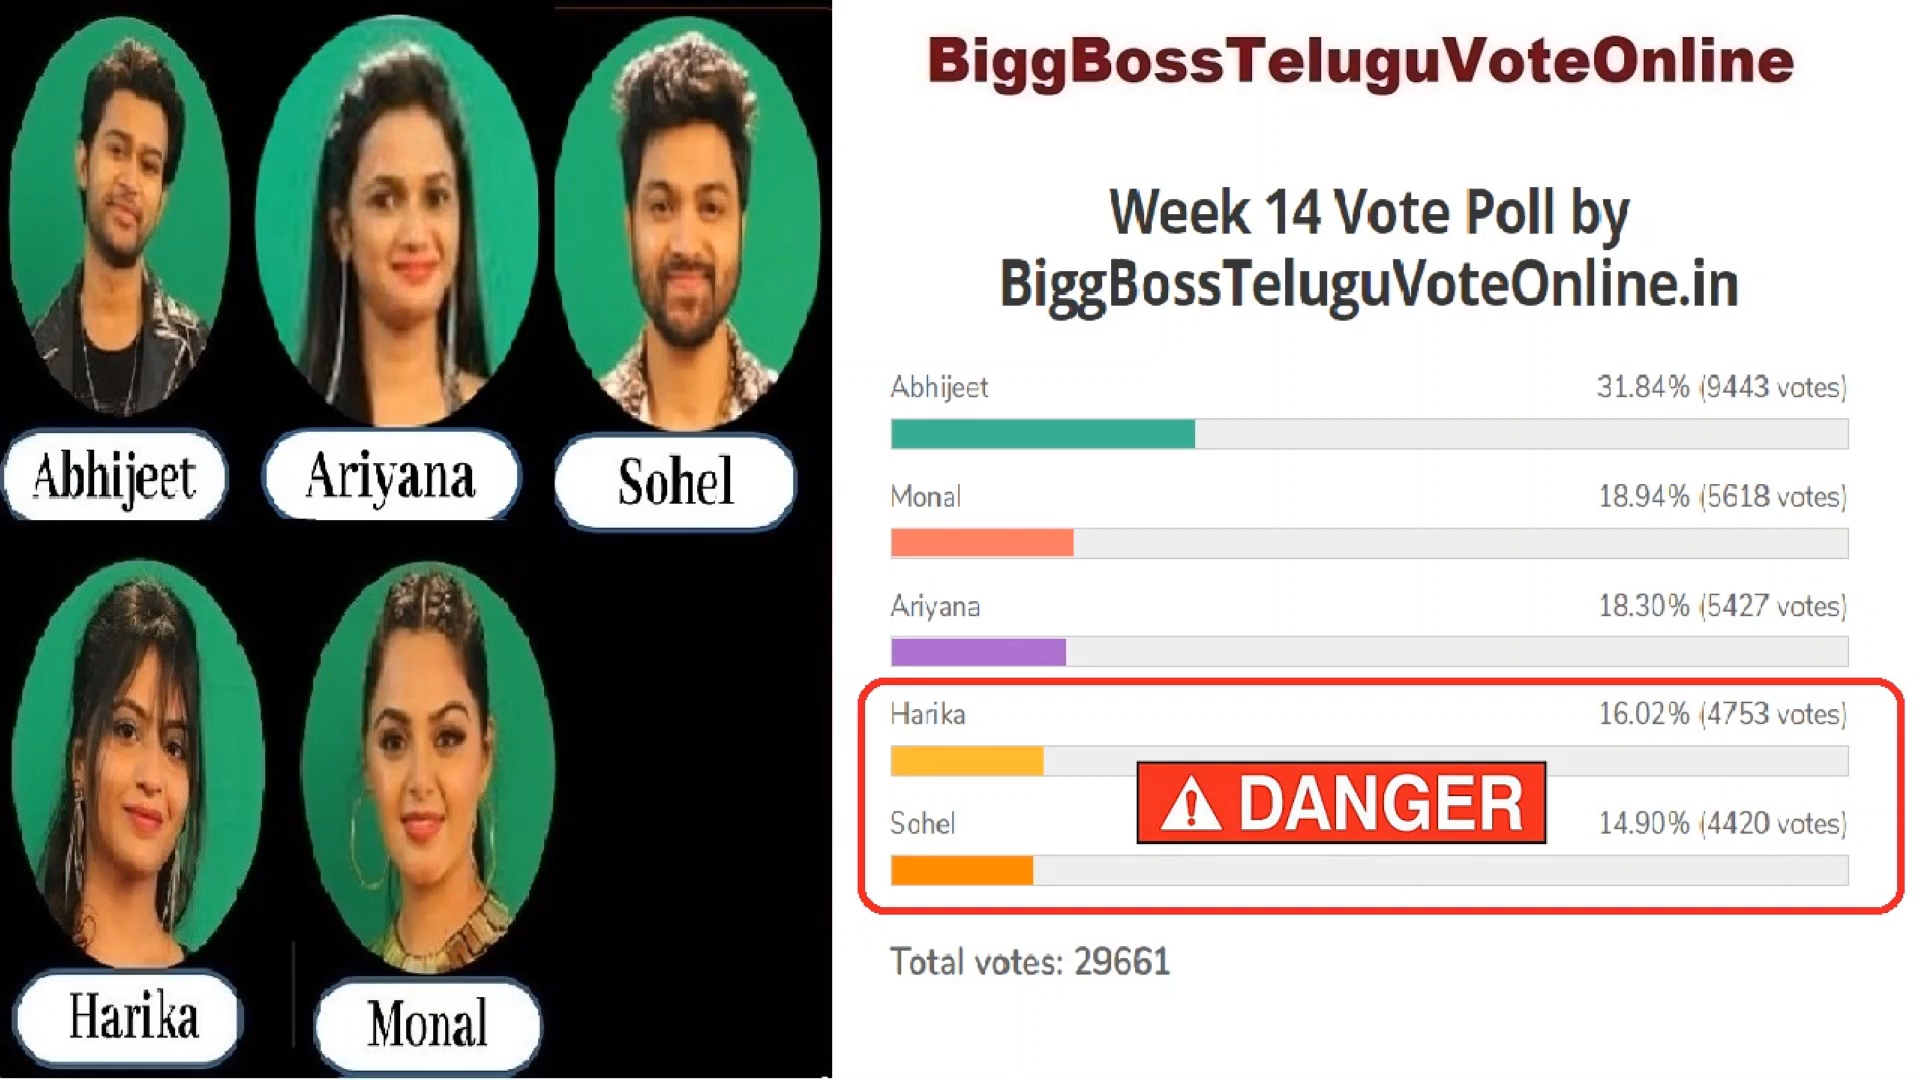 Abhijeet
Ariyana
Sohel
Harika
Monal
BiggBossTeluguVoteOnline
Week 14 Vote Poll by
BiggBossTeluguVoteOnline.in
Abhijeet 31.84% (9443 votes)
Monal 18.94% (5618 votes)
Ariyana 18.30% (5427 votes)
Harika 16.02% (4753 votes)
DANGER
Sohel 14.90% (4420 votes)
Total votes: 29661